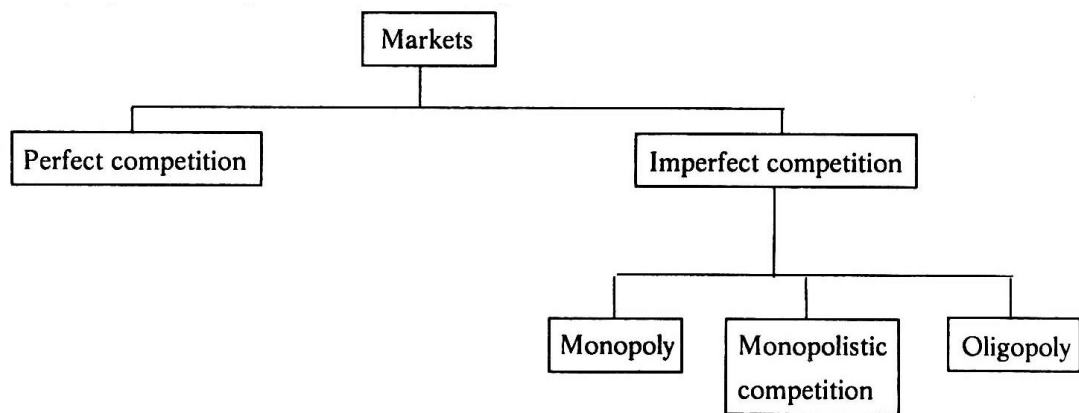 Markets
Perfect competition
Imperfect competition
Monopoly
Monopolistic
competition
Oligopoly